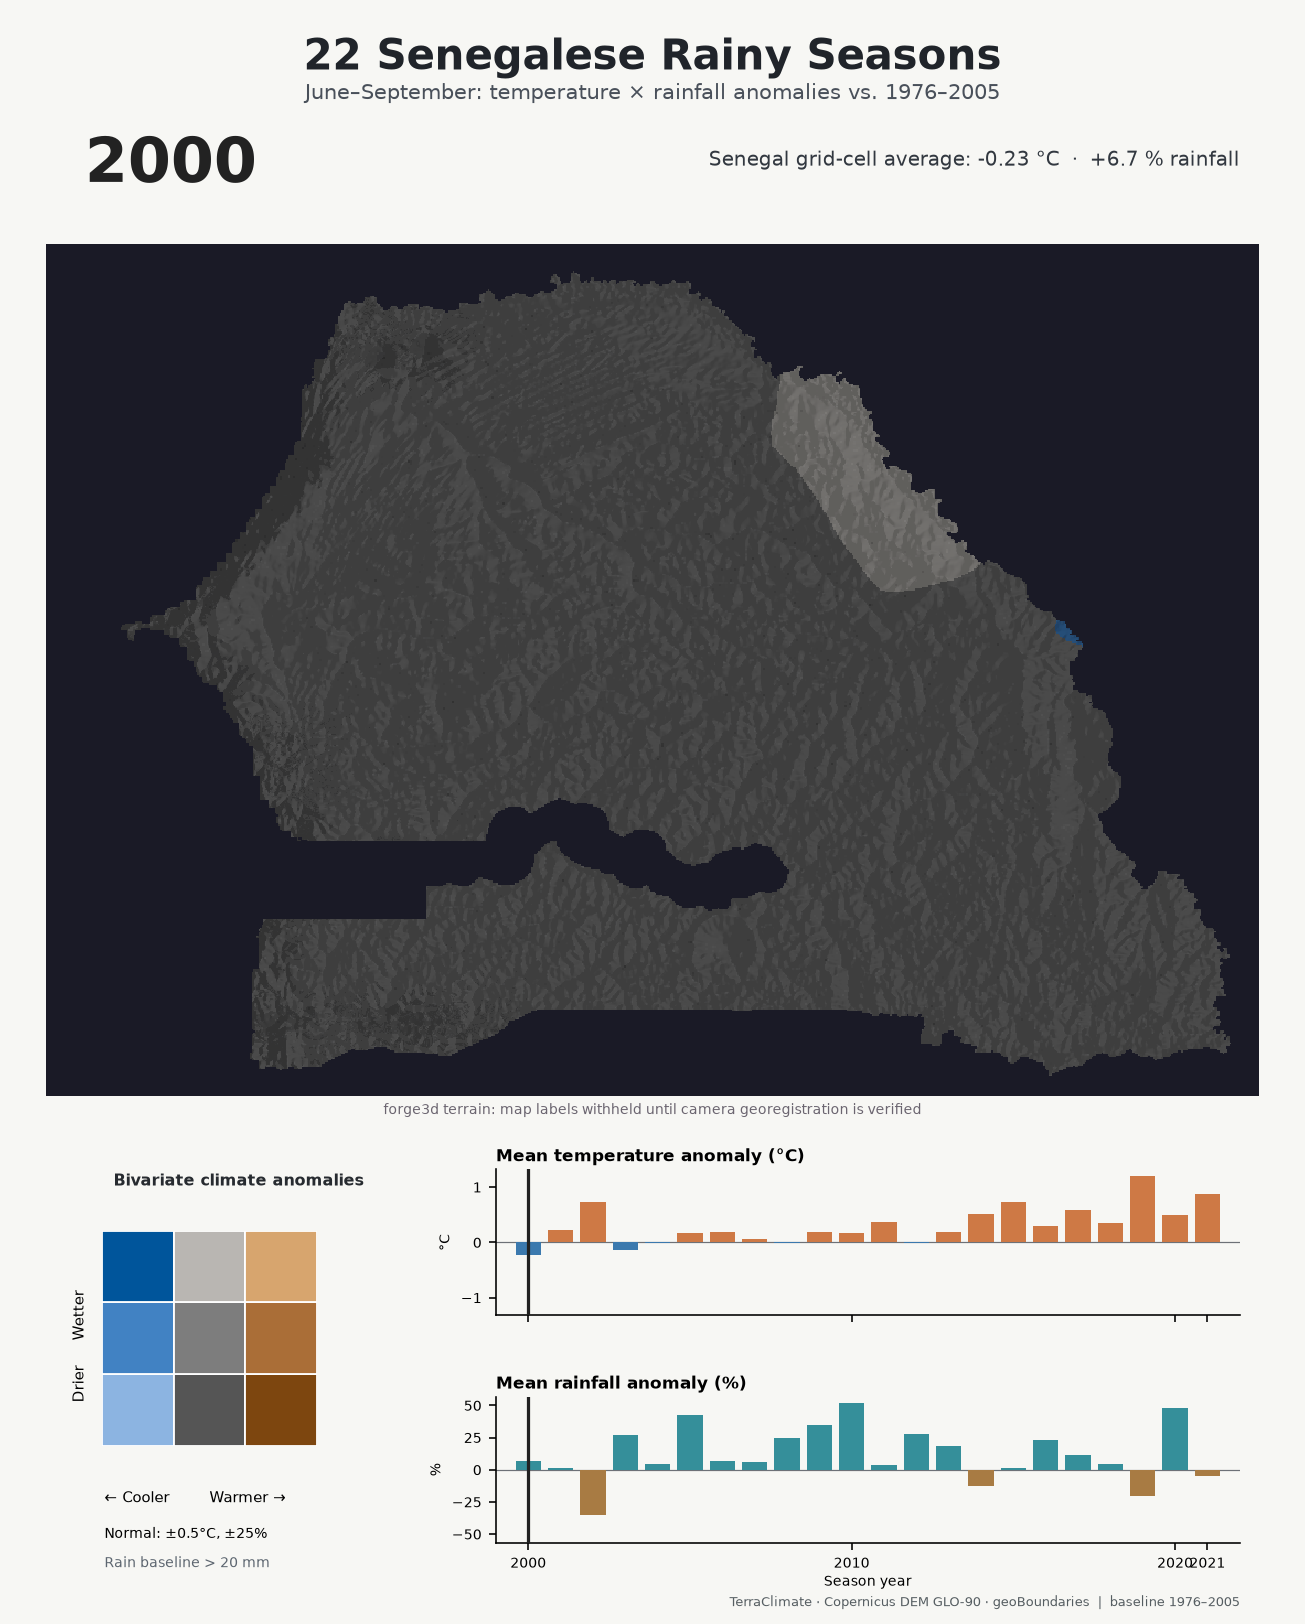 22 Senegalese Rainy Seasons
June–September: temperature × rainfall anomalies vs. 1976–2005
2000
Senegal grid-cell average: -0.23 °C · +6.7 % rainfall
forge3d terrain: map labels withheld until camera georegistration is verified
Bivariate climate anomalies
Wetter
Drier
← Cooler
Warmer →
Normal: ±0.5°C, ±25%
Rain baseline > 20 mm
Mean temperature anomaly (°C)
°C
1
0
−1
Mean rainfall anomaly (%)
%
50
25
0
−25
−50
2000
2010
2020
2021
Season year
TerraClimate · Copernicus DEM GLO-90 · geoBoundaries | baseline 1976–2005